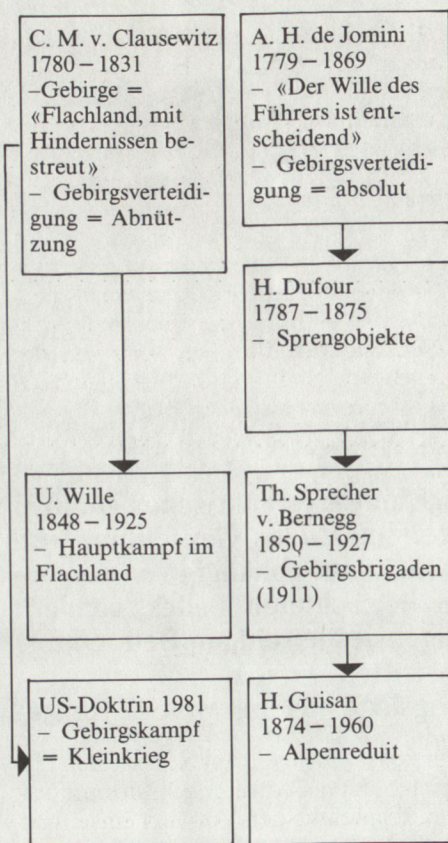 C. M. v. Clausewitz
1780 – 1831
–Gebirge =
«Flachland, mit
Hindernissen be-
streut»
– Gebirgsverteidi-
gung = Abnüt-
zung
A. H. de Jomini
1779 – 1869
– «Der Wille des
Führers ist ent-
scheidend»
– Gebirgsvertei-
digung = absolut
H. Dufour
1787 – 1875
– Sprengobjekte
U. Wille
1848 – 1925
– Hauptkampf im
Flachland
Th. Sprecher
v. Bernegg
1850 – 1927
– Gebirgsbrigaden
(1911)
US-Doktrin 1981
– Gebirgskampf
= Kleinkrieg
H. Guisan
1874 – 1960
– Alpenreduit